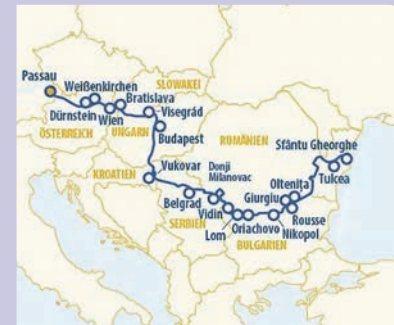 Passau
Weißenkirchen
Bratislava
SLOWAKEI
Dürnstein
Wien
Visegrád
ÖSTERREICH
UNGARN
Budapest
RUMÄNIEN
Sfântu Gheorghe
KROATIEN
Vukovar
Donji
Milanovac
Oltenita
Tulcea
Giurgiu
Belgrad
SERBIEN
Vidin
Rousse
Lom
Oriachovo
Nikopol
BULGARIEN